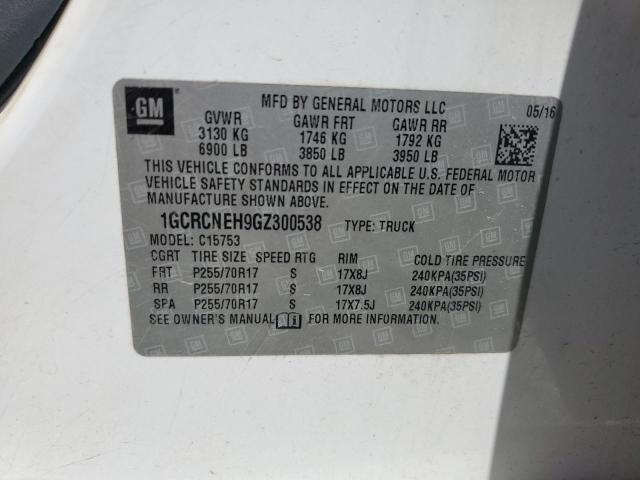 GM
MFD BY GENERAL MOTORS LLC 05/16
GVWR GAWR FRT GAWR RR
3130 KG 1746 KG 1792 KG
6900 LB 3850 LB 3950 LB
THIS VEHICLE CONFORMS TO ALL APPLICABLE U.S. FEDERAL MOTOR
VEHICLE SAFETY STANDARDS IN EFFECT ON THE DATE OF
MANUFACTURE SHOWN ABOVE.
1GCRCNEH9GZ300538 TYPE: TRUCK
MODEL: C15753
CGRT TIRE SIZE SPEED RTG RIM COLD TIRE PRESSURE
FRT P255/70R17 S 17X8J 240KPA(35PSI)
RR P255/70R17 S 17X8J 240KPA(35PSI)
SPA P255/70R17 S 17X7.5J 240KPA(35PSI)
SEE OWNER'S MANUAL FOR MORE INFORMATION.